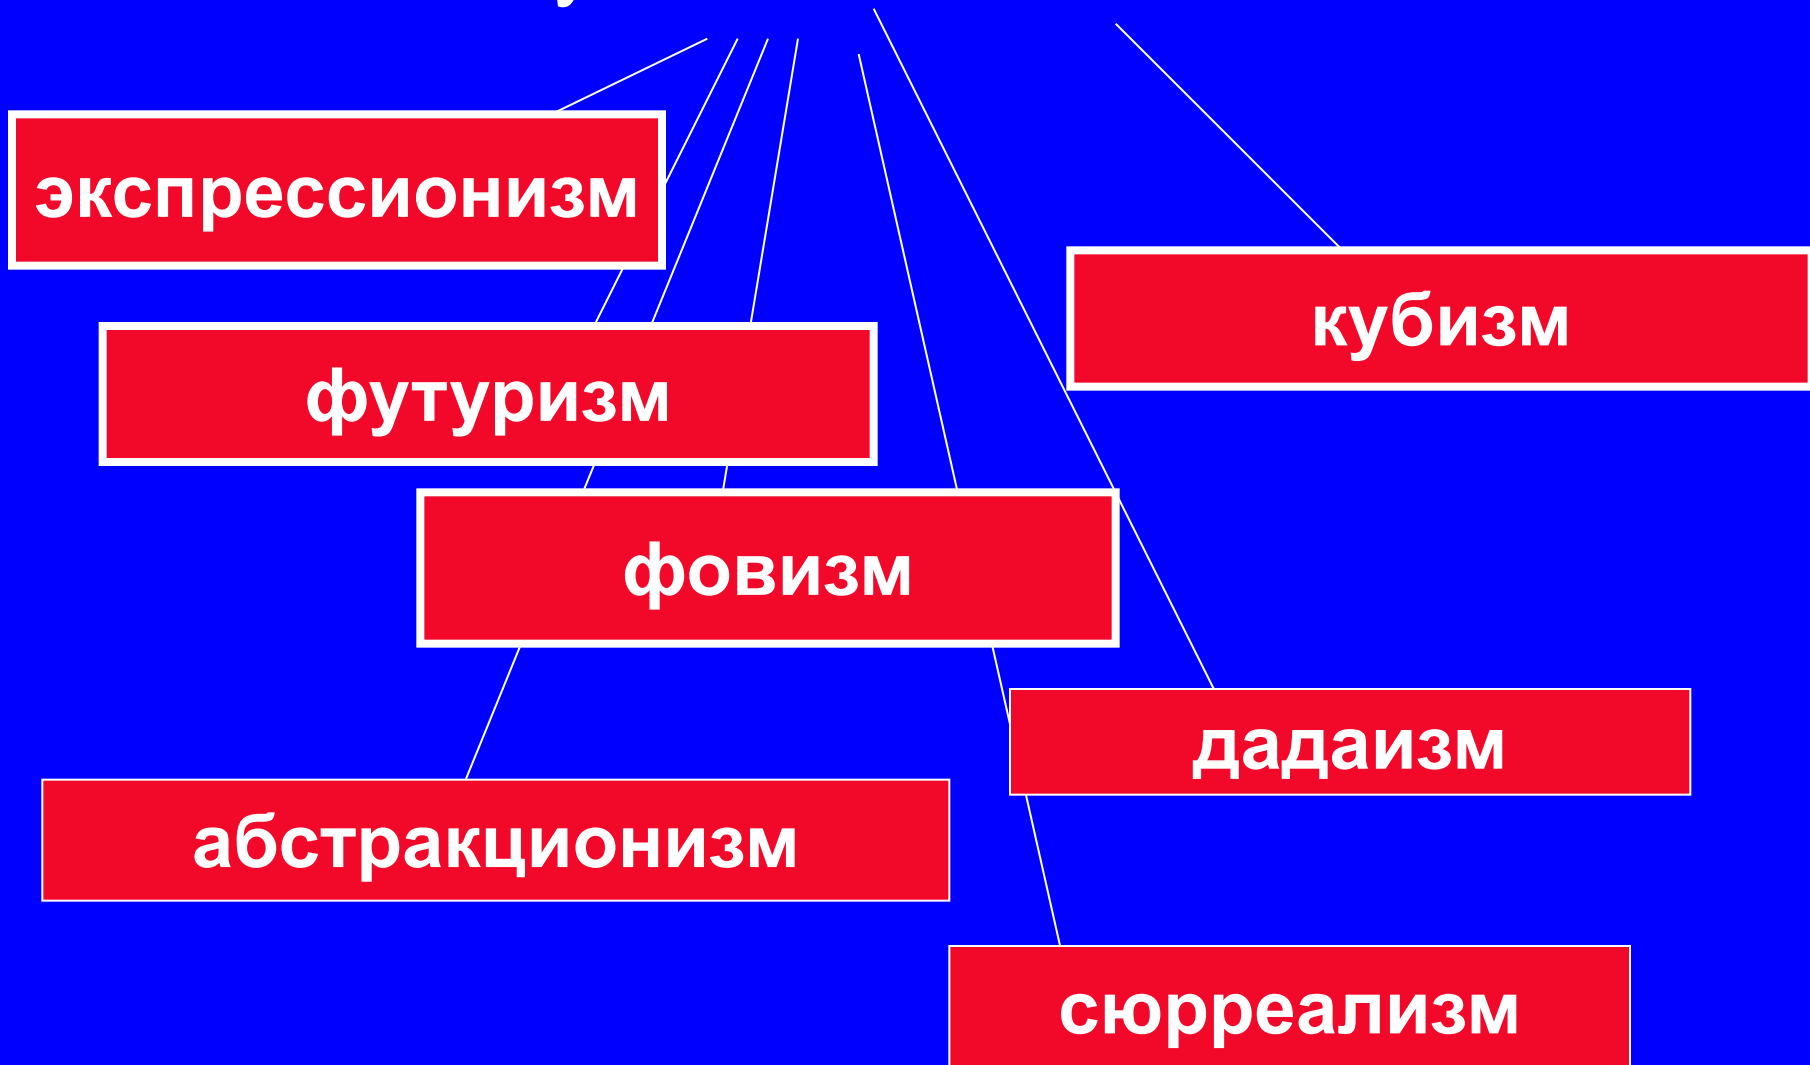 экспрессионизм
кубизм
футуризм
фовизм
дадаизм
абстракционизм
сюрреализм